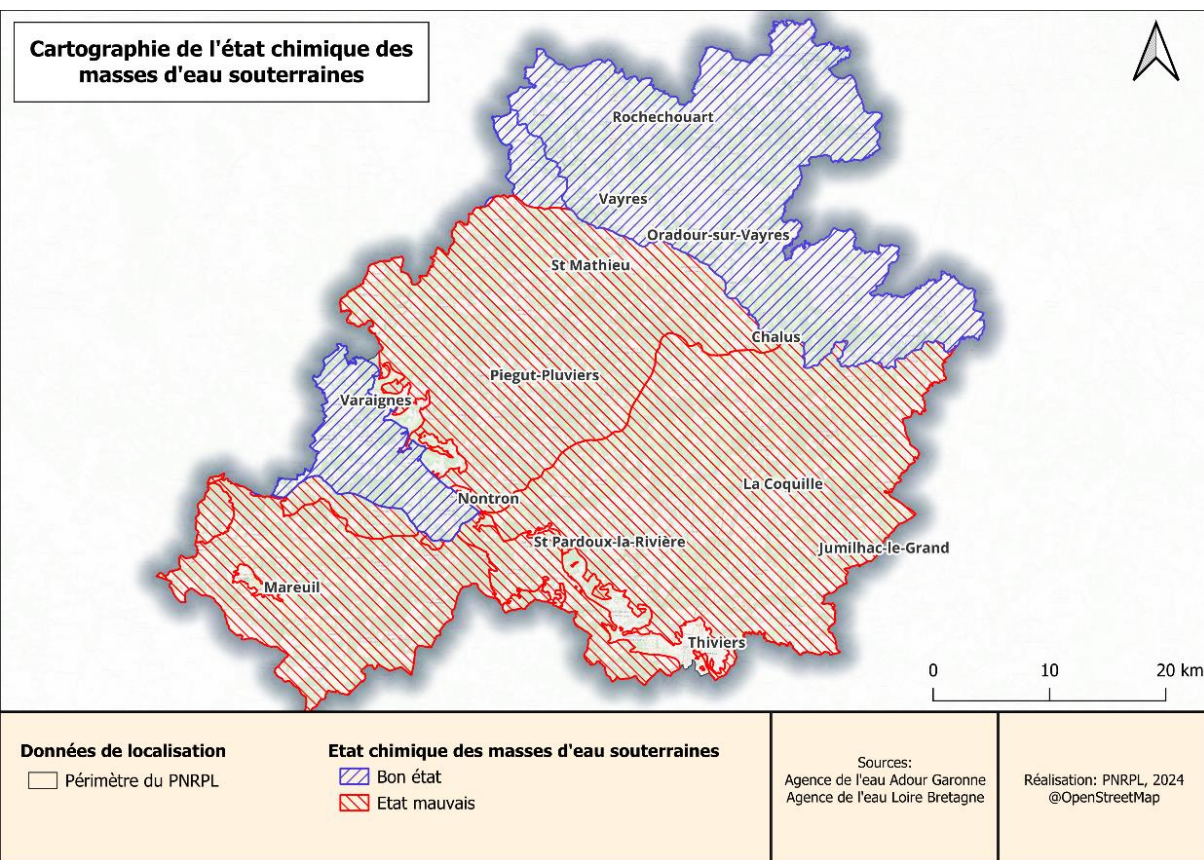 Cartographie de l'état chimique des
masses d'eau souterraines
Rochechouart
Vayres
Oradour-sur-Vayres
St Mathieu
Chalus
Piegut-Pluviers
Varaignes
La Coquille
Nontron
St Pardoux-la-Rivière
Jumilhac-le-Grand
Mareuil
Thiviers
0 10 20 km
Données de localisation
Périmètre du PNRPL
Etat chimique des masses d'eau souterraines
Bon état
Etat mauvais
Sources:
Agence de l'eau Adour Garonne
Agence de l'eau Loire Bretagne
Réalisation: PNRPL, 2024
@OpenStreetMap